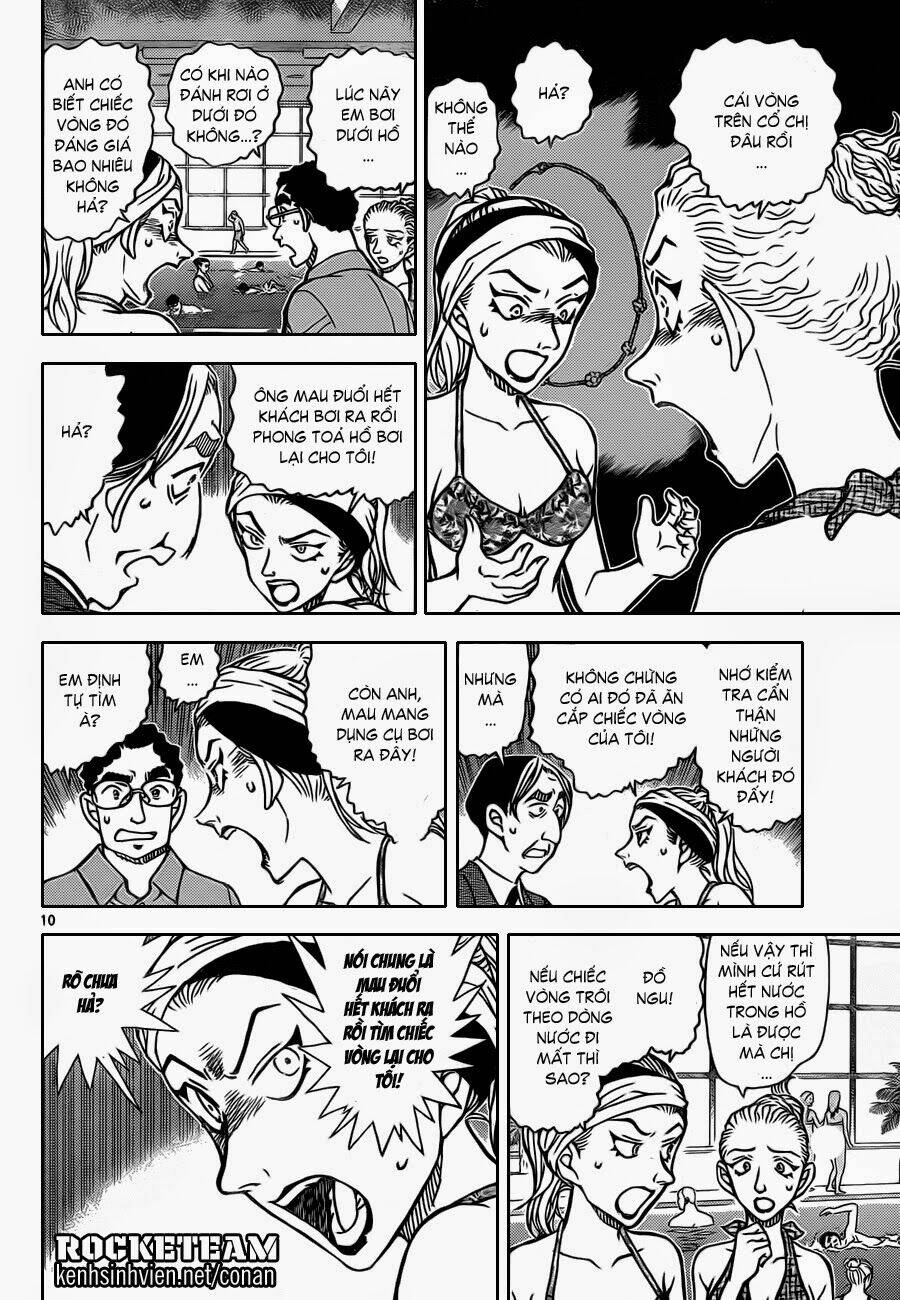 CÁI VÒNG
TRÊN CỔ CHỊ
ĐÂU RỒI
...
HẢ?
KHÔNG
THỂ
NÀO
...
LÚC NÃY
EM BƠI
DƯỚI HỒ
...
CÓ KHI NÀO
ĐÁNH RƠI Ở
DƯỚI ĐÓ
KHÔNG...?
ANH CÓ
BIẾT CHIẾC
VÒNG ĐÓ
ĐÁNG GIÁ
BAO NHIÊU
KHÔNG
HẢ?
ÔNG MAU ĐUỔI HẾT
KHÁCH BƠI RA RỒI
PHONG TOẢ HỒ BƠI
LẠI CHO TÔI!
HẢ?
NHỚ KIỂM
TRA CẨN
THẬN
NHỮNG
NGƯỜI
KHÁCH ĐÓ
ĐẤY!
KHÔNG CHỪNG
CÓ AI ĐÓ ĐÃ ĂN
CẮP CHIẾC VÒNG
CỦA TÔI!
NHƯNG
MÀ
...
CÒN ANH,
MAU MANG
DỤNG CỤ BƠI
RA ĐÂY!
EM
...
EM ĐỊNH
TỰ TÌM
À?
10
NẾU VẬY THÌ
MÌNH CỨ RÚT
HẾT NƯỚC
TRONG HỒ
LÀ ĐƯỢC
MÀ CHỊ
...
ĐỒ
NGU!
NẾU CHIẾC
VÒNG TRÔI
THEO DÒNG
NƯỚC ĐI
MẤT THÌ
SAO?
NÓI CHUNG LÀ
MAU ĐUỔI
HẾT KHÁCH RA
RỒI TÌM CHIẾC
VÒNG LẠI CHO
TÔI!
RÕ CHƯA
HẢ?
ROCKETEAM
kenhsinhvien.net/conan